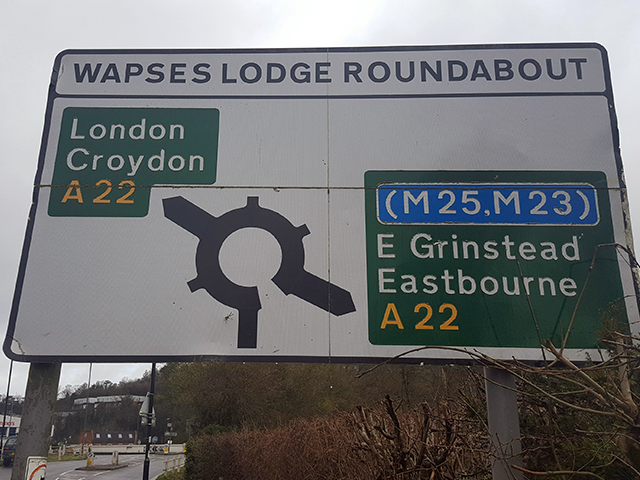 WAPSES LODGE ROUNDABOUT
London
Croydon
A 22
(M 25, M 23)
E Grinstead
Eastbourne
A 22